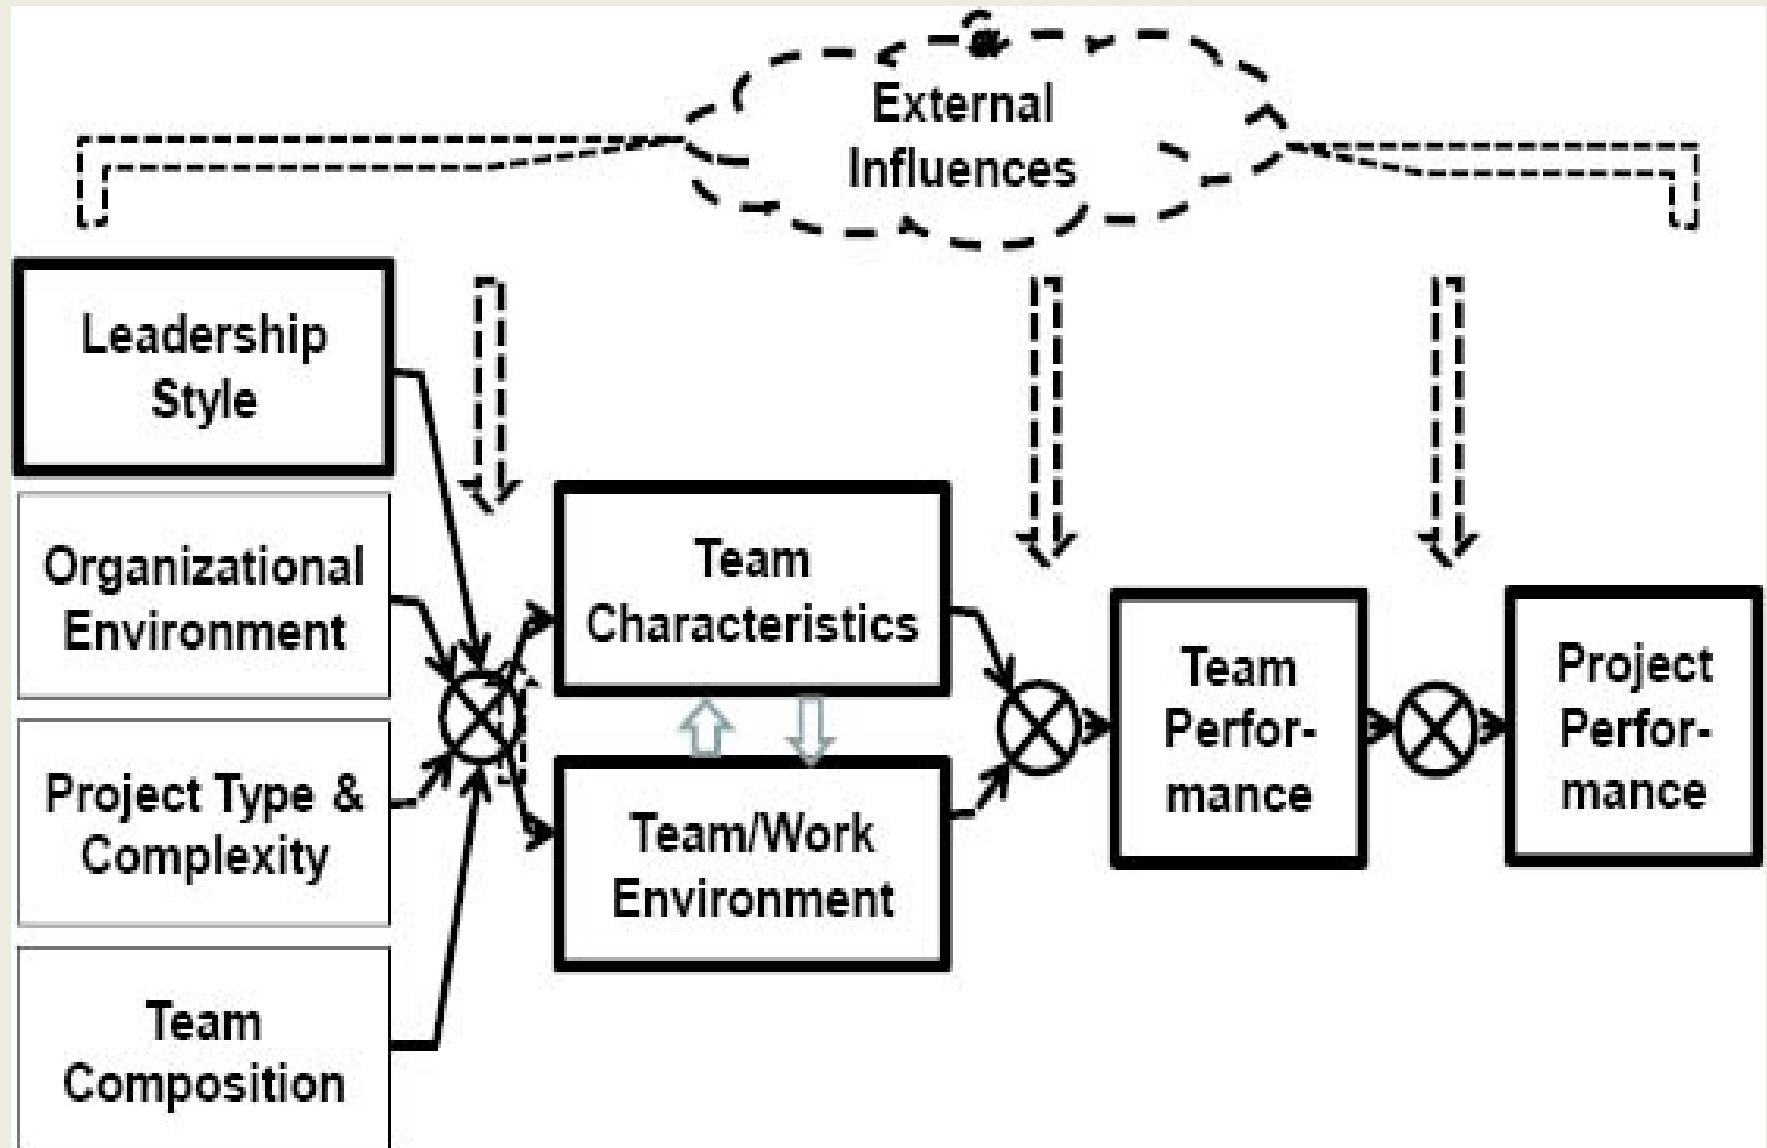 External
Influences
Leadership
Style
Organizational
Environment
Project Type &
Complexity
Team
Composition
Team
Characteristics
Team/Work
Environment
Team
Perfor-
mance
Project
Perfor-
mance